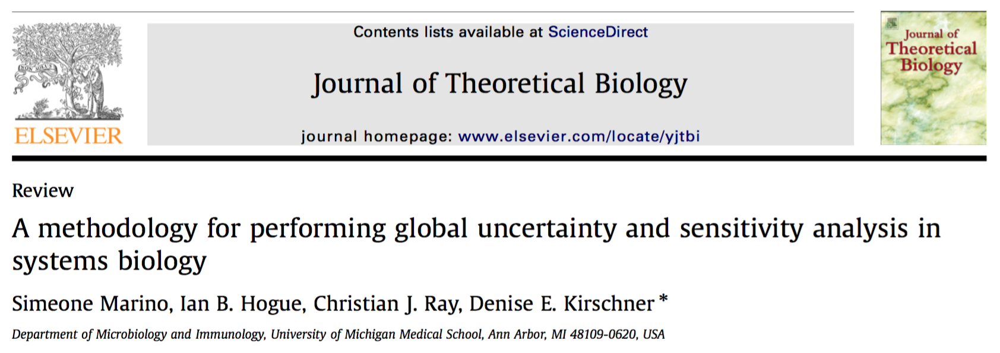 Contents lists available at ScienceDirect
Journal of Theoretical Biology
journal homepage: www.elsevier.com/locate/yjtbi
NON SOLUS
ELSEVIER
Journal of
Theoretical
Biology
Review
A methodology for performing global uncertainty and sensitivity analysis in
systems biology
Simeone Marino, Ian B. Hogue, Christian J. Ray, Denise E. Kirschner*
Department of Microbiology and Immunology, University of Michigan Medical School, Ann Arbor, MI 48109-0620, USA